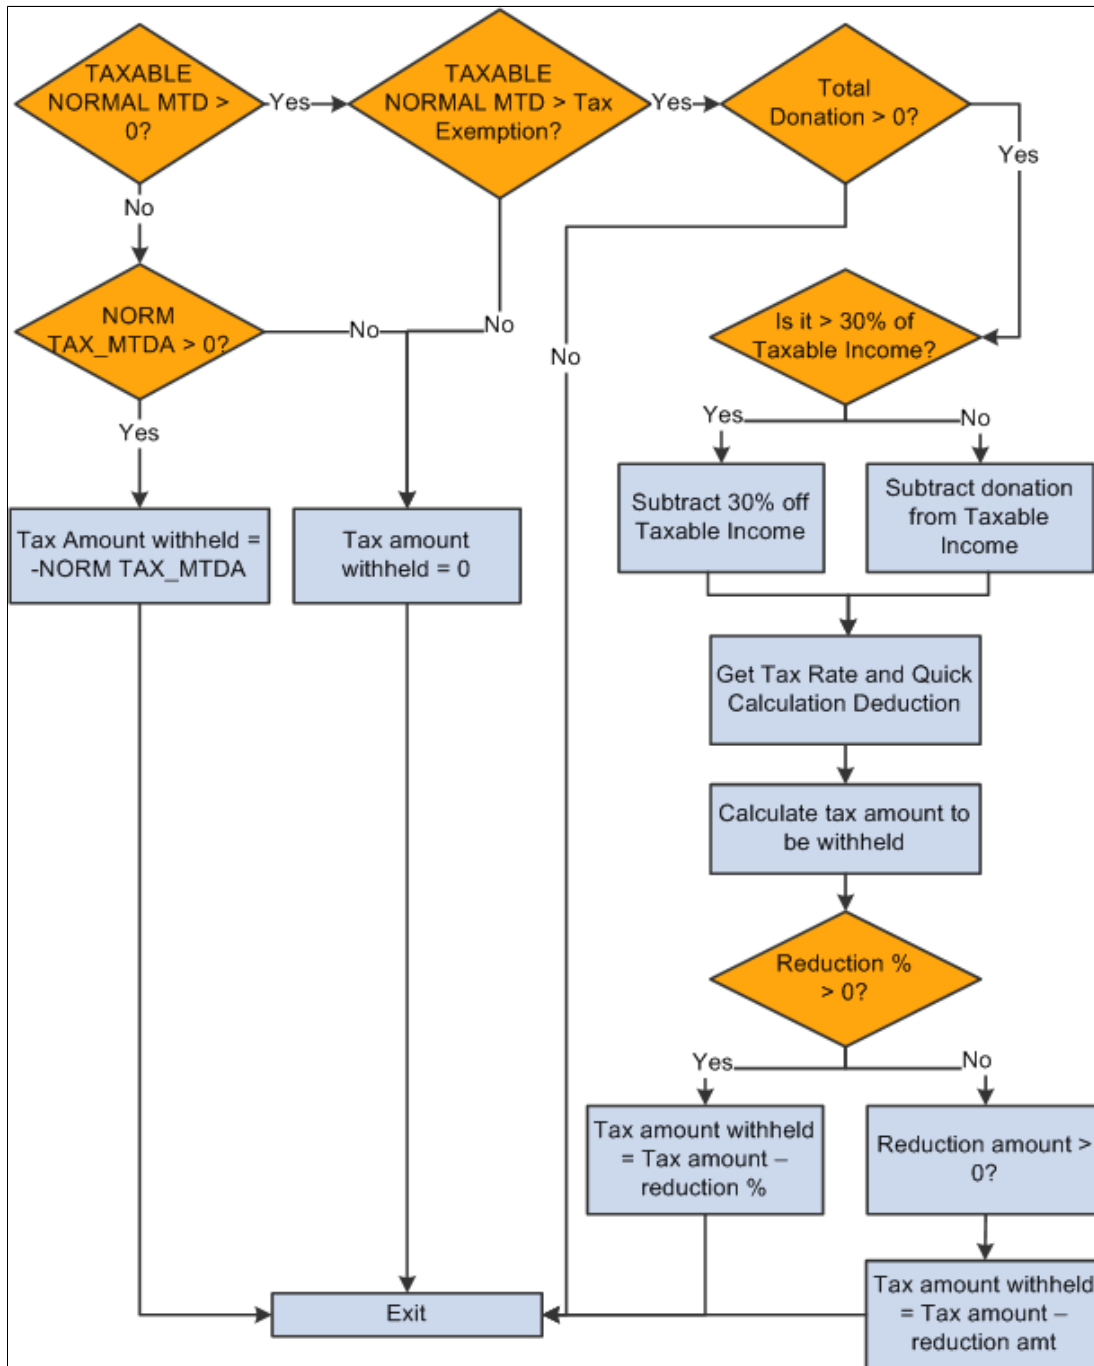 TAXABLE
NORMAL MTD >
0?
Yes
TAXABLE
NORMAL MTD > Tax
Exemption?
Yes
Total
Donation > 0?
Yes
No
NORM
TAX_MTDA > 0?
No
No
No
Is it > 30% of
Taxable Income?
Yes
Yes
No
Tax Amount withheld =
-NORM TAX_MTDA
Tax amount
withheld = 0
Subtract 30% off
Taxable Income
Subtract donation
from Taxable
Income
Get Tax Rate and Quick
Calculation Deduction
Calculate tax amount to
be withheld
Reduction %
> 0?
Yes
No
Tax amount withheld
= Tax amount –
reduction %
Reduction amount >
0?
Exit
Tax amount withheld
= Tax amount –
reduction amt